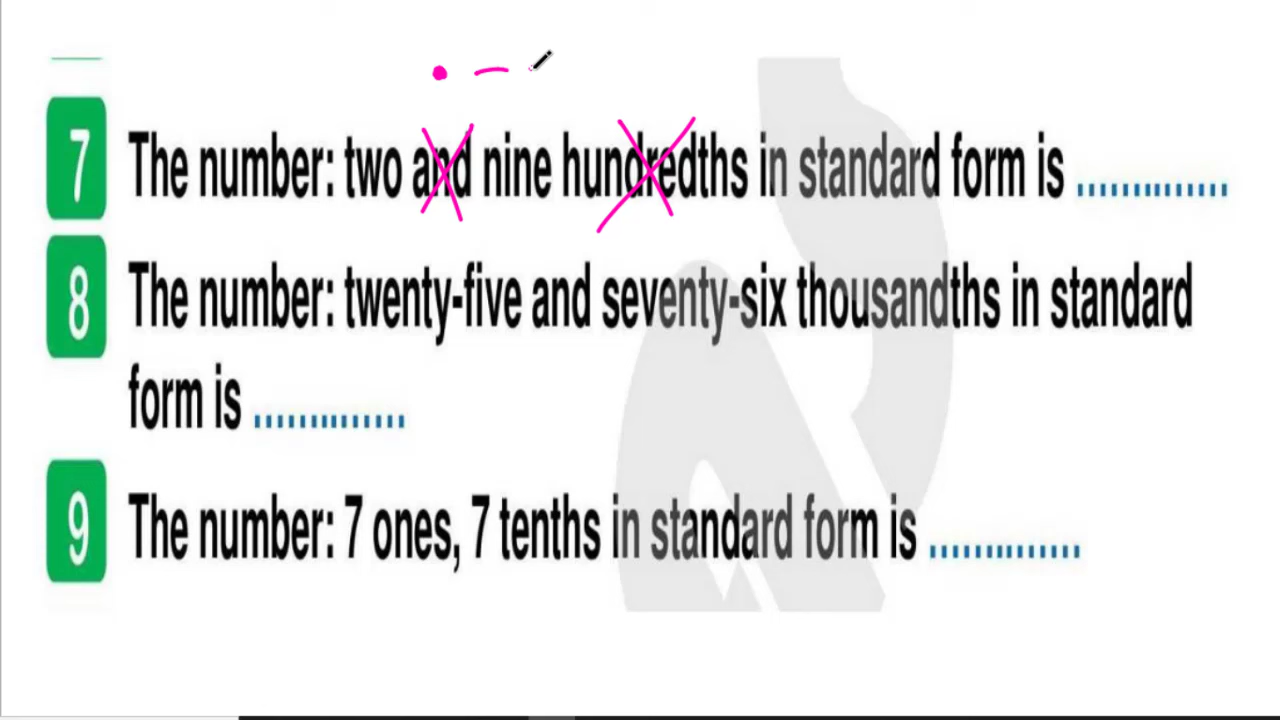 7 The number: two and nine hundredths in standard form is ..............
8 The number: twenty-five and seventy-six thousandths in standard
form is ..............
9 The number: 7 ones, 7 tenths in standard form is ..............